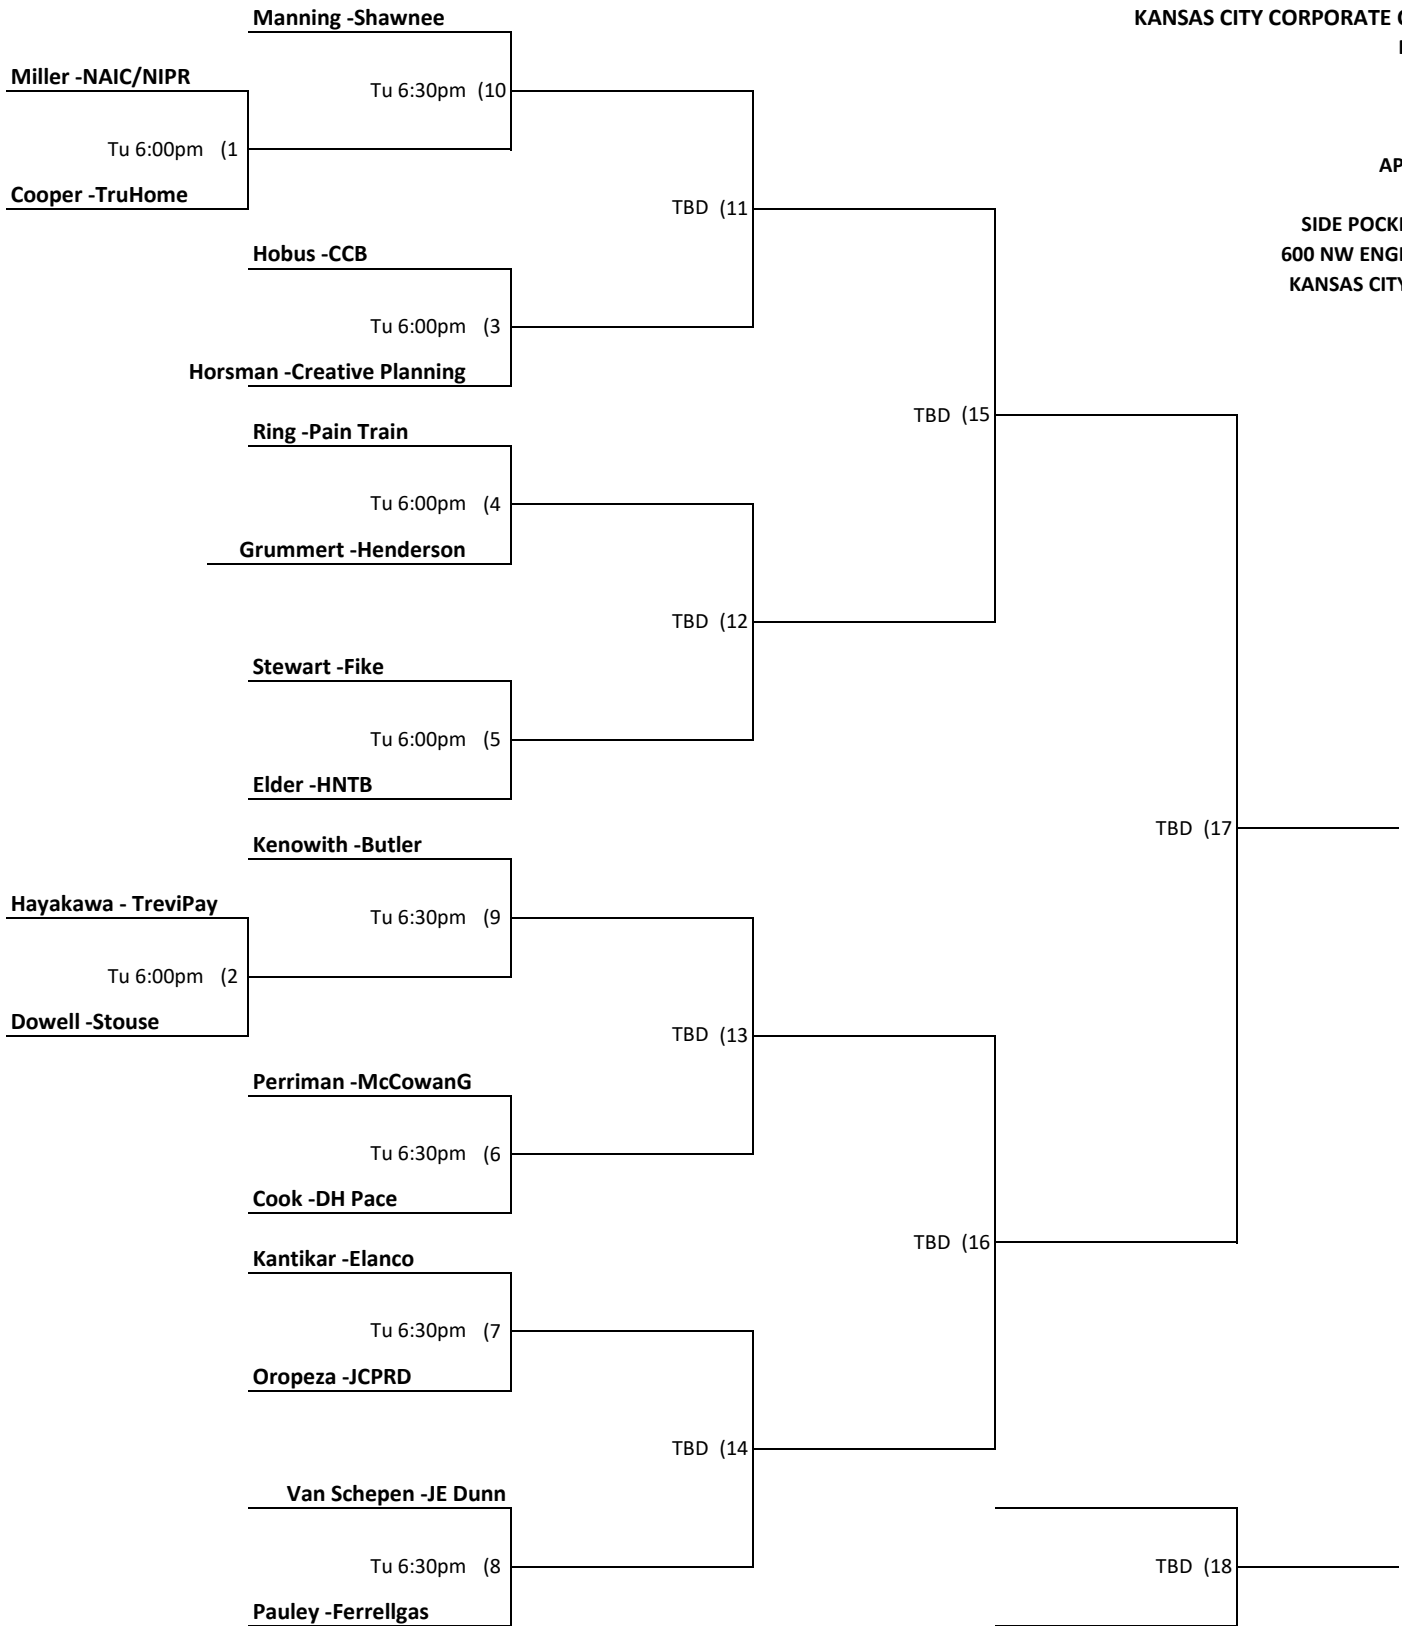 Manning -Shawnee
KANSAS CITY CORPORATE
Miller -NAIC/NIPR
Tu 6:30pm (10
Tu 6:00pm (1
AP
Cooper -TruHome
TBD (11
SIDE POCK
Hobus -CCB
600 NW ENG
KANSAS CITY
Tu 6:00pm (3
Horsman -Creative Planning
TBD (15
Ring -Pain Train
Tu 6:00pm (4
Grummert -Henderson
TBD (12
Stewart -Fike
Tu 6:00pm (5
Elder -HNTB
TBD (17
Kenowith -Butler
Hayakawa - TreviPay
Tu 6:30pm (9
Tu 6:00pm (2
Dowell -Stouse
TBD (13
Perriman -McCowanG
Tu 6:30pm (6
Cook -DH Pace
TBD (16
Kantikar -Elanco
Tu 6:30pm (7
Oropeza -JCPRD
TBD (14
Van Schepen -JE Dunn
Tu 6:30pm (8
TBD (18
Pauley -Ferrellgas